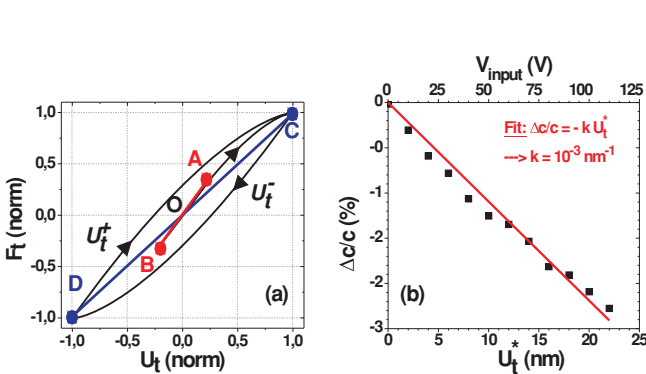 1,0
0,5
0,0
-0,5
-1,0
F_t (norm)
A
C
O
U_t^+
U_t^-
B
D
(a)
-1,0 -0,5 0,0 0,5 1,0
U_t (norm)
V_input (V)
0 25 50 75 100 125
0
-0
-1
-2
-2
-3
Δc/c (%)
Fit: Δc/c = - k U_t^*
---> k = 10^-3 nm^-1
(b)
0 5 10 15 20 25
U_t^* (nm)